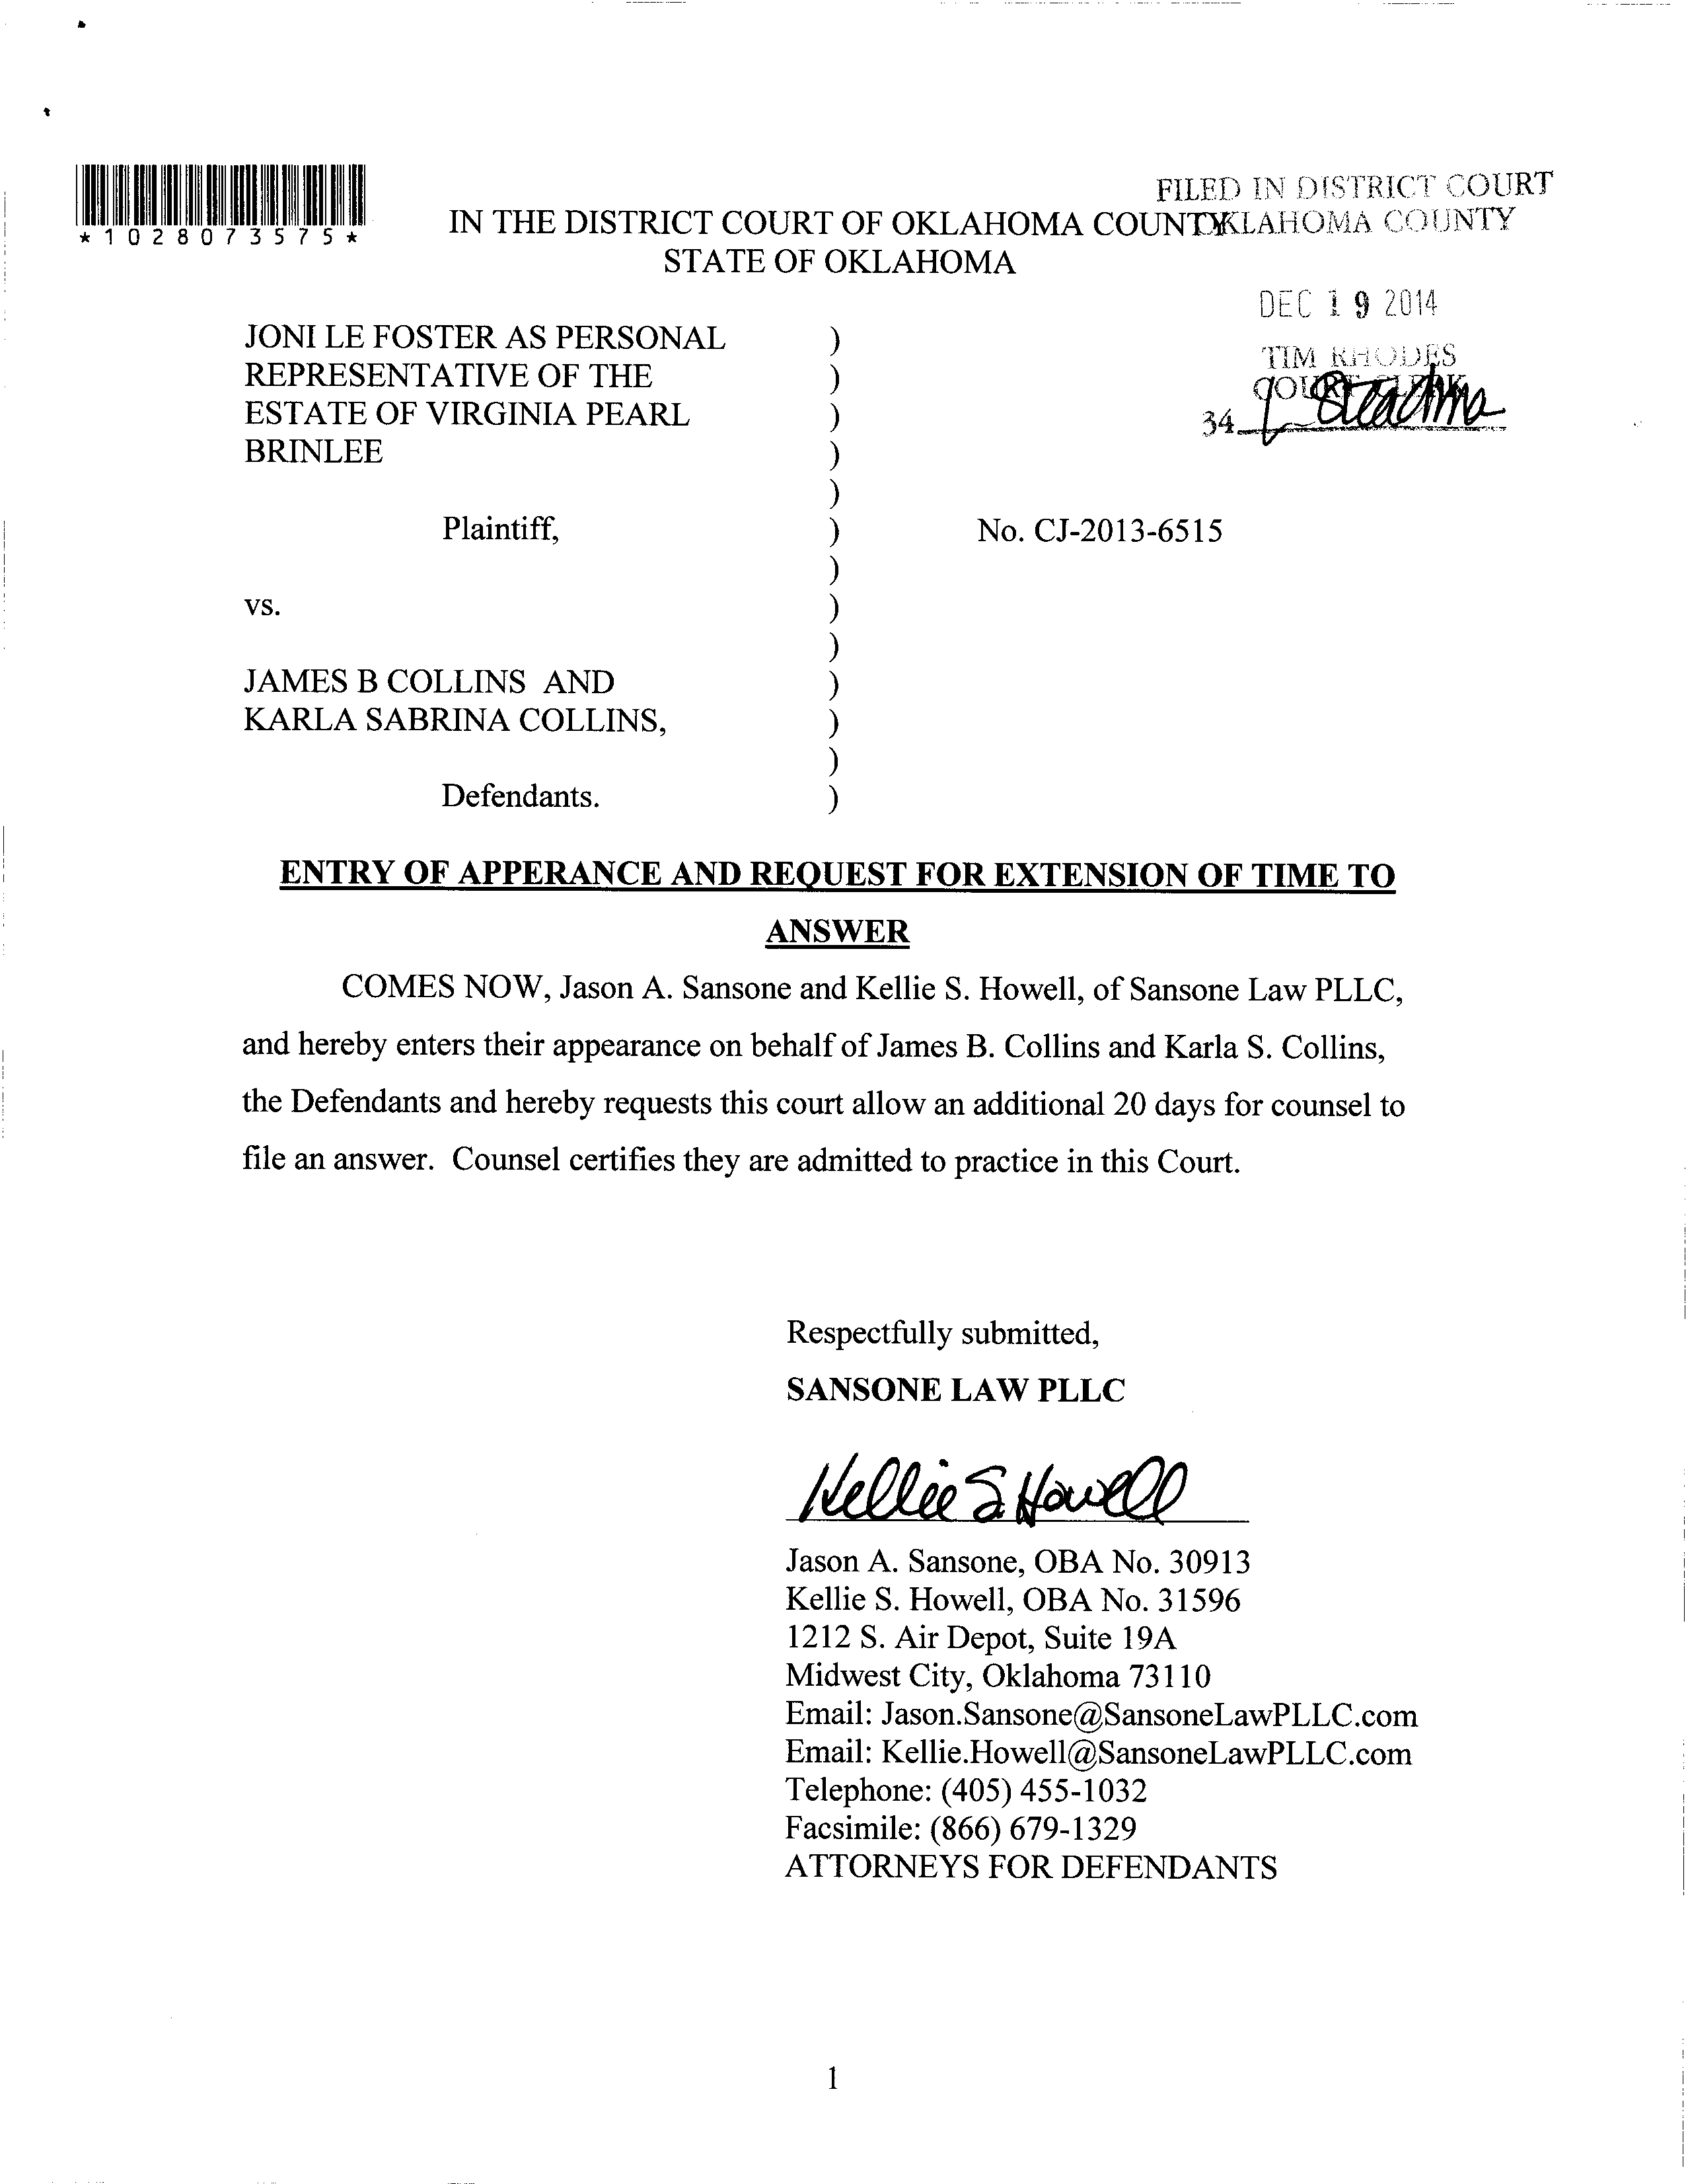 *1028073575*
FILED IN DISTRICT COURT
OKLAHOMA COUNTY
IN THE DISTRICT COURT OF OKLAHOMA COUNTY
STATE OF OKLAHOMA
DEC 19 2014
TIM RHODES
COURT CLERK
34
JONI LE FOSTER AS PERSONAL )
REPRESENTATIVE OF THE )
ESTATE OF VIRGINIA PEARL )
BRINLEE )
)
Plaintiff, ) No. CJ-2013-6515
)
vs. )
)
JAMES B COLLINS AND )
KARLA SABRINA COLLINS, )
)
Defendants. )
ENTRY OF APPERANCE AND REQUEST FOR EXTENSION OF TIME TO
ANSWER
COMES NOW, Jason A. Sansone and Kellie S. Howell, of Sansone Law PLLC,
and hereby enters their appearance on behalf of James B. Collins and Karla S. Collins,
the Defendants and hereby requests this court allow an additional 20 days for counsel to
file an answer. Counsel certifies they are admitted to practice in this Court.
Respectfully submitted,
SANSONE LAW PLLC
Kellie S Howell
Jason A. Sansone, OBA No. 30913
Kellie S. Howell, OBA No. 31596
1212 S. Air Depot, Suite 19A
Midwest City, Oklahoma 73110
Email: Jason.Sansone@SansoneLawPLLC.com
Email: Kellie.Howell@SansoneLawPLLC.com
Telephone: (405) 455-1032
Facsimile: (866) 679-1329
ATTORNEYS FOR DEFENDANTS
1